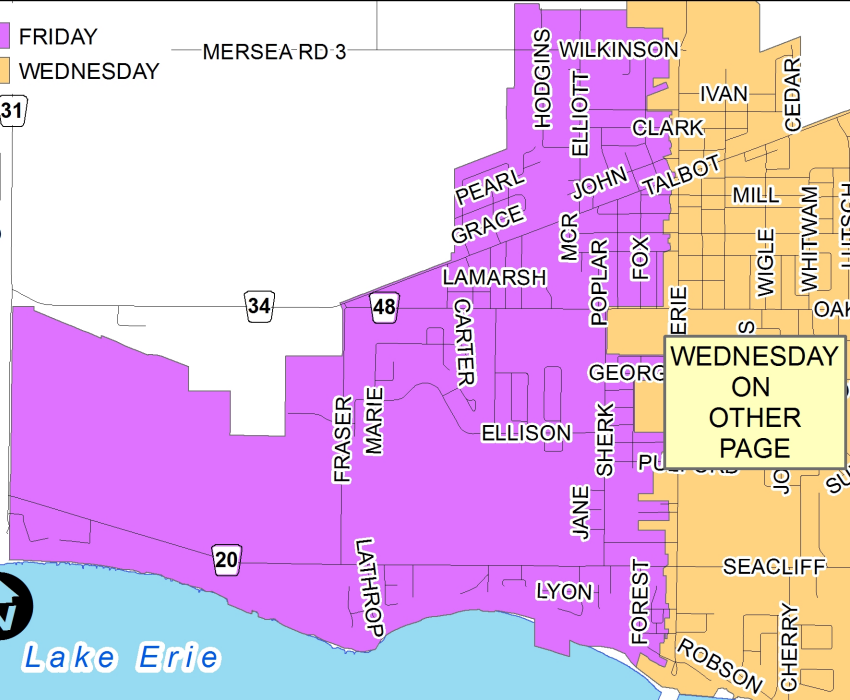 FRIDAY
WEDNESDAY
MERSEA RD 3
31
HODGINS
WILKINSON
ELLIOTT
IVAN
CEDAR
CLARK
PEARL
JOHN
TALBOT
GRACE
MILL
MCR
FOX
WIGLE
WHITWAM
LAMARSH
POPLAR
34
48
CARTER
ERIE
S
WEDNESDAY
ON
OTHER
PAGE
GEORG
FRASER
MARIE
ELLISON
SHERK
JANE
20
LATHROP
LYON
FOREST
SEACLIFF
CHERRY
ROBSON
Lake Erie